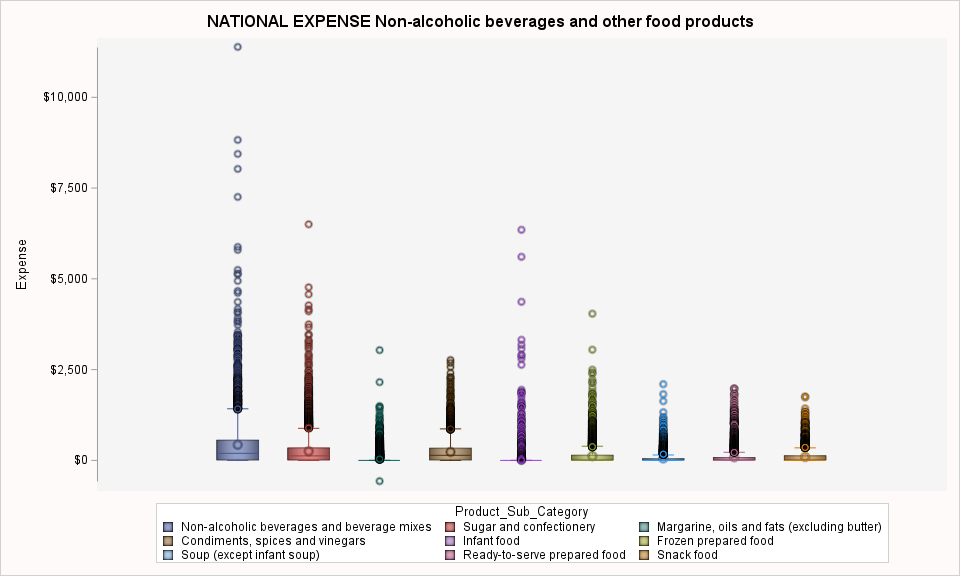 NATIONAL EXPENSE Non-alcoholic beverages and other food products
$10,000
$7,500
$5,000
$2,500
$0
Expense
Product_Sub_Category
Non-alcoholic beverages and beverage mixes
Sugar and confectionery
Margarine, oils and fats (excluding butter)
Condiments, spices and vinegars
Infant food
Frozen prepared food
Soup (except infant soup)
Ready-to-serve prepared food
Snack food